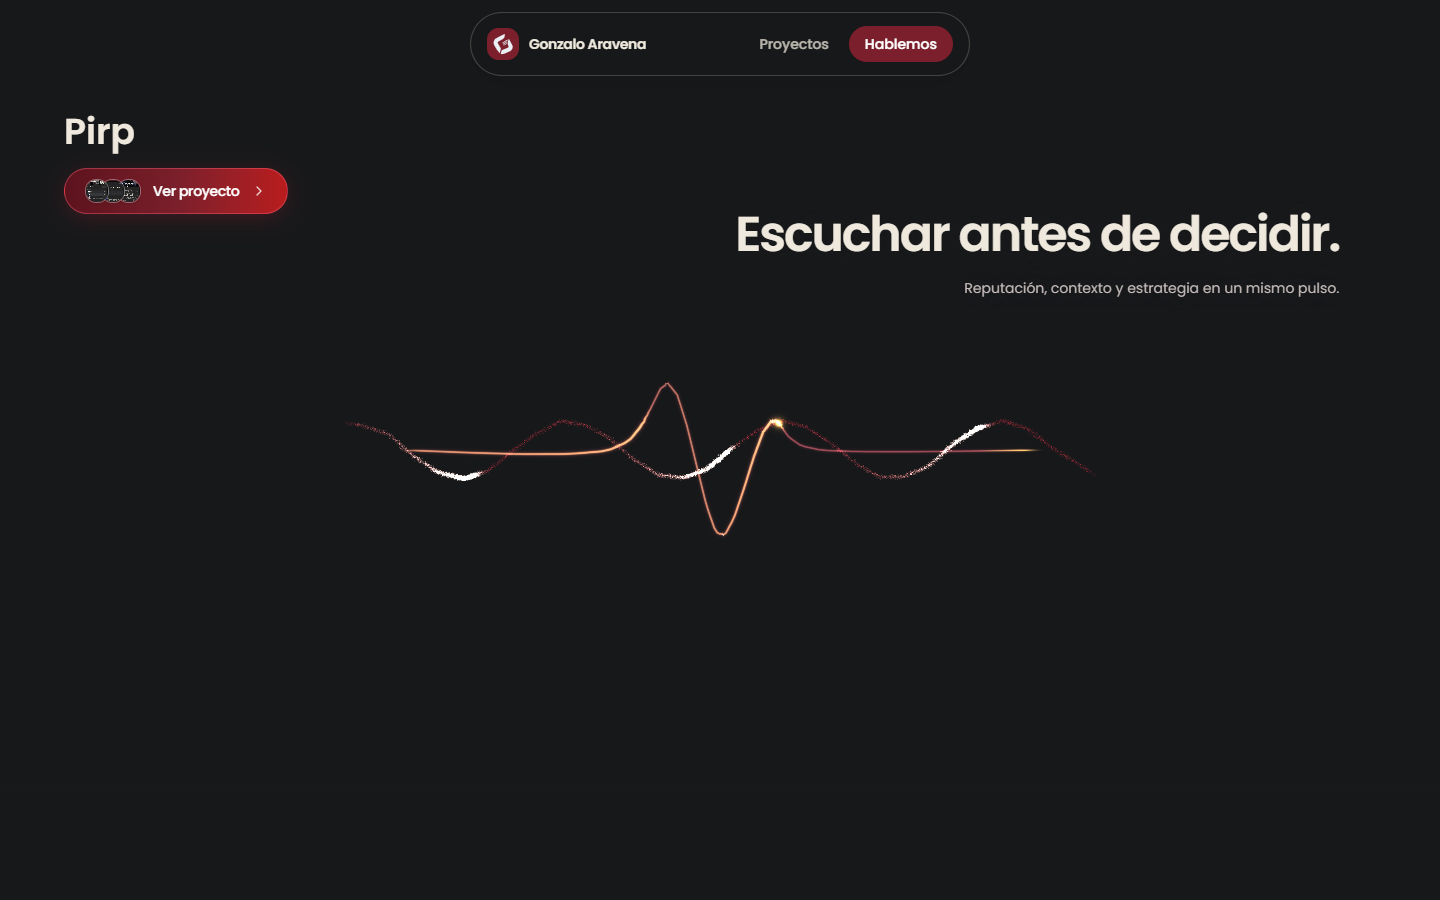 Gonzalo Aravena
Proyectos
Hablemos
Pirp
Ver proyecto
Escuchar antes de decidir.
Reputación, contexto y estrategia en un mismo pulso.